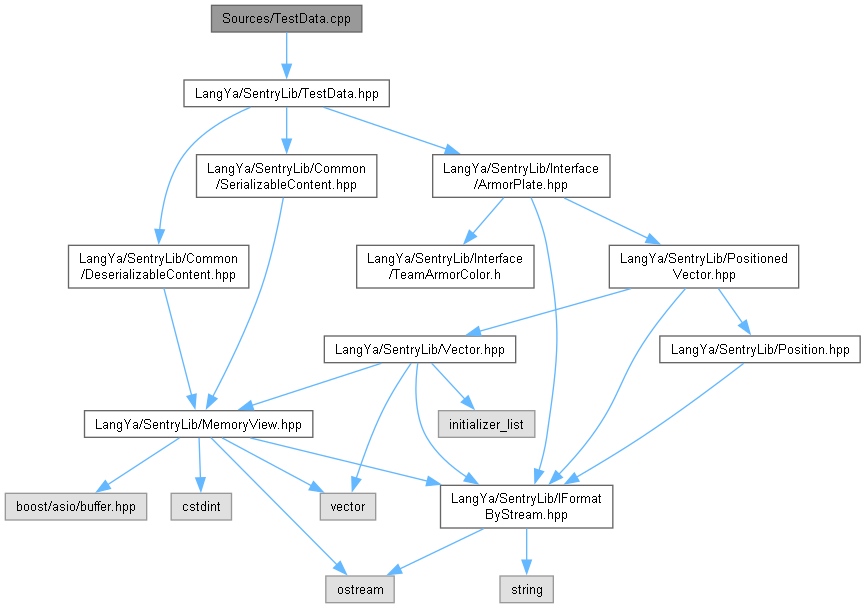 Sources/TestData.cpp
LangYa/SentryLib/TestData.hpp
LangYa/SentryLib/Common
/SerializableContent.hpp
LangYa/SentryLib/Interface
/ArmorPlate.hpp
LangYa/SentryLib/Common
/DeserializableContent.hpp
LangYa/SentryLib/Interface
/TeamArmorColor.h
LangYa/SentryLib/Positioned
Vector.hpp
LangYa/SentryLib/Vector.hpp
LangYa/SentryLib/Position.hpp
LangYa/SentryLib/MemoryView.hpp
initializer_list
boost/asio/buffer.hpp
cstdint
vector
LangYa/SentryLib/IFormat
ByStream.hpp
ostream
string